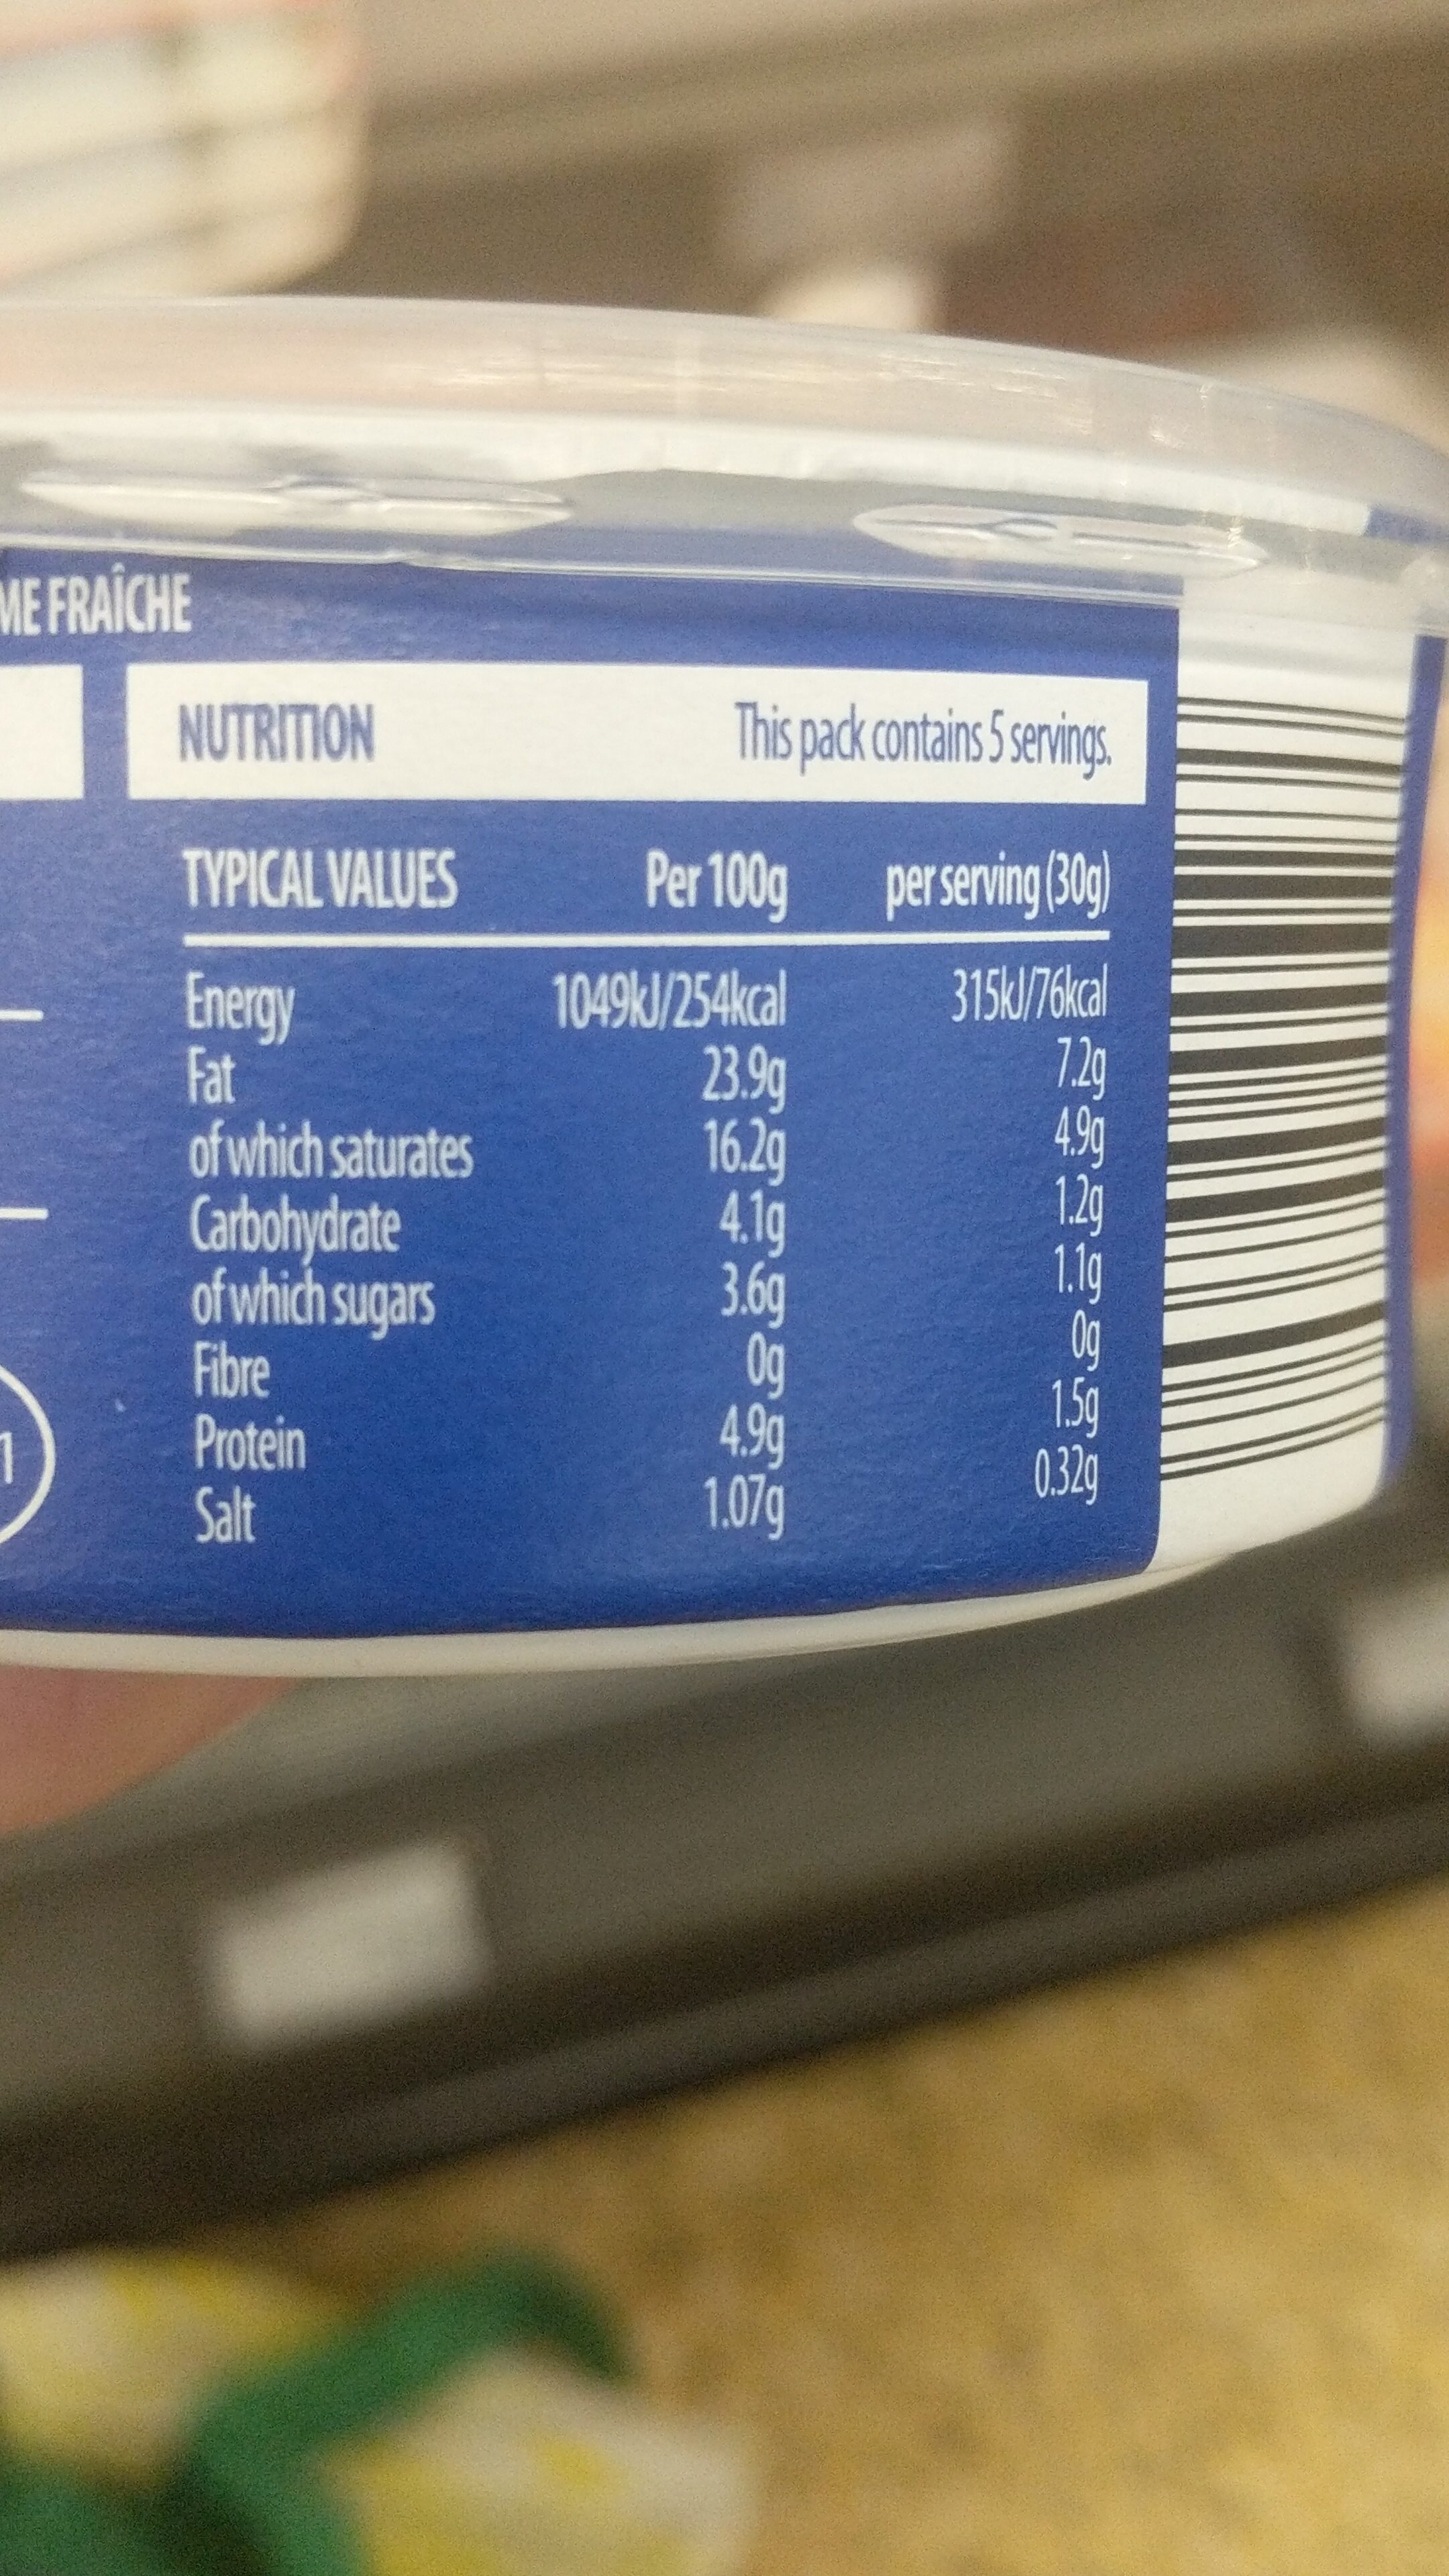 ME FRAÎCHE
NUTRITION This pack contains 5 servings.
TYPICAL VALUES Per 100g per serving (30g)
Energy 1049kJ/254kcal 315kJ/76kcal
Fat 23.9g 7.2g
of which saturates 16.2g 4.9g
Carbohydrate 4.1g 1.2g
of which sugars 3.6g 1.1g
Fibre 0g 0g
Protein 4.9g 1.5g
Salt 1.07g 0.32g
1